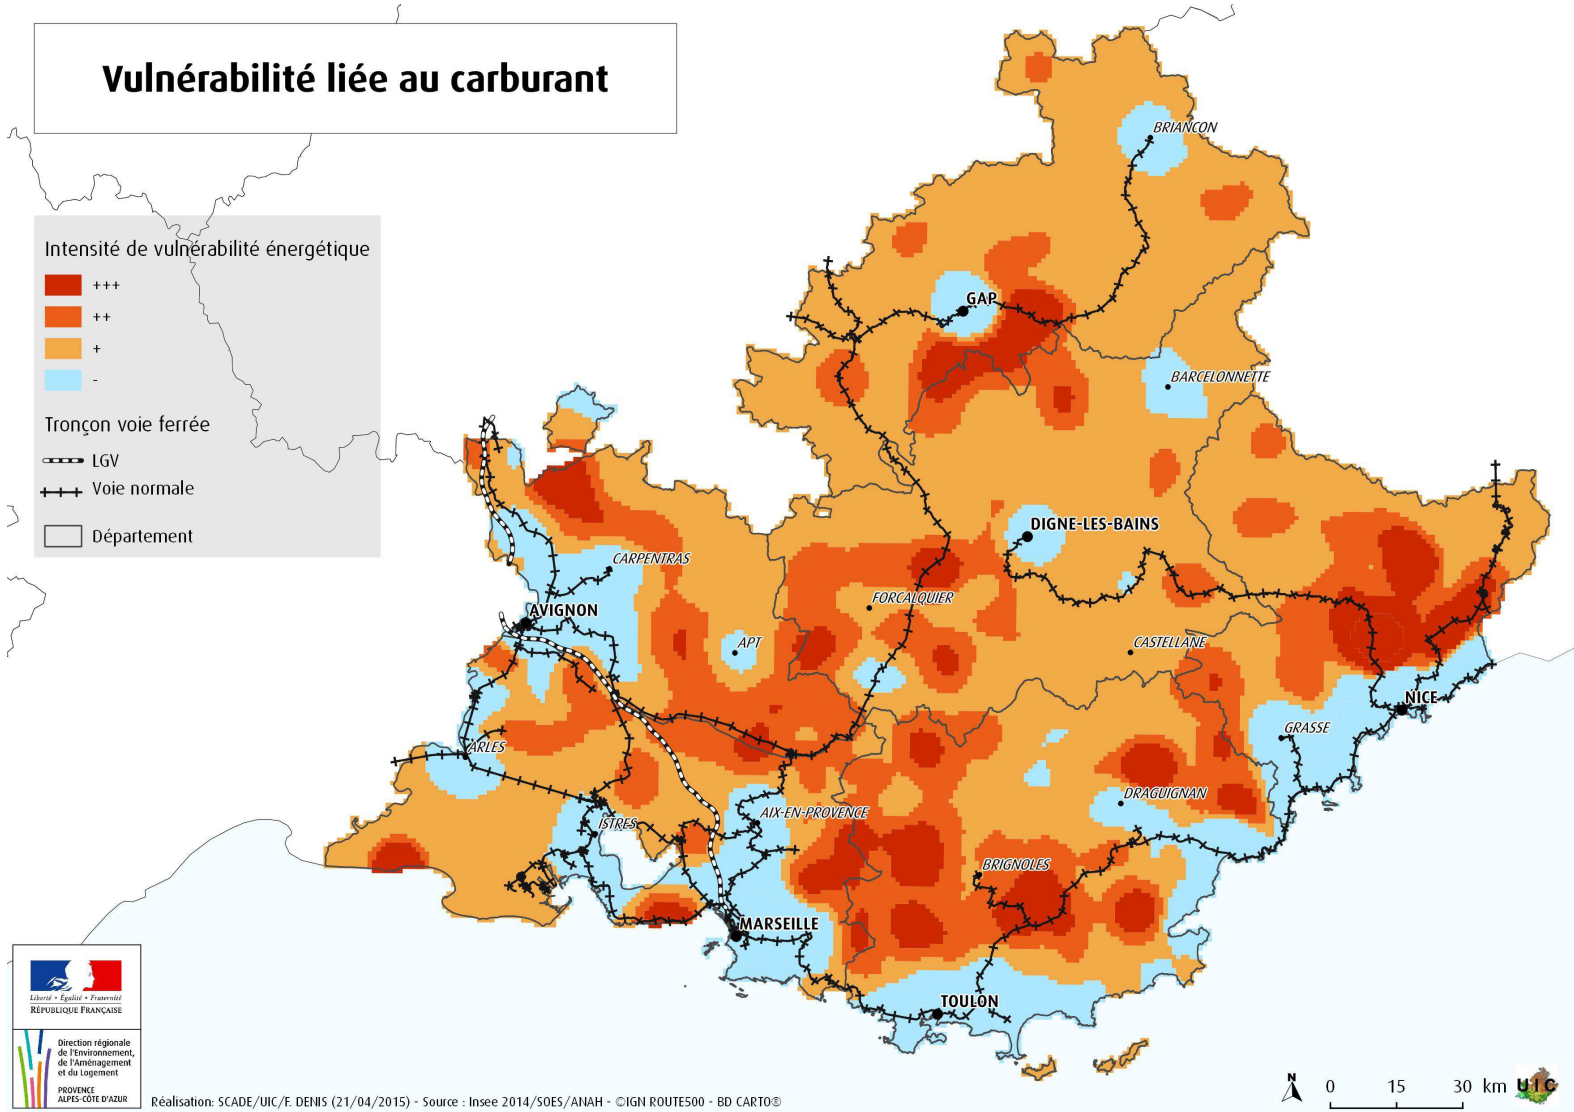 Vulnérabilité liée au carburant
BRIANCON
Intensité de vulnérabilité énergétique
+++
++
+
-
Tronçon voie ferrée
LGV
Voie normale
Département
GAP
BARCELONNETTE
DIGNE-LES-BAINS
CARPENTRAS
FORCALQUIER
AVIGNON
APT
CASTELLANE
NICE
GRASSE
ARLES
DRAGUIGNAN
AIX-EN-PROVENCE
ISTRES
BRIGNOLES
MARSEILLE
TOULON
Liberté • Égalité • Fraternité
RÉPUBLIQUE FRANÇAISE
Direction régionale
de l'Environnement,
de l'Aménagement
et du Logement
PROVENCE
ALPES-CÔTE D'AZUR
Réalisation: SCADE/UIC/F. DENIS (21/04/2015) - Source : Insee 2014/SOES/ANAH - ©IGN ROUTE500 - BD CARTO®
N
0 15 30 km
UIC